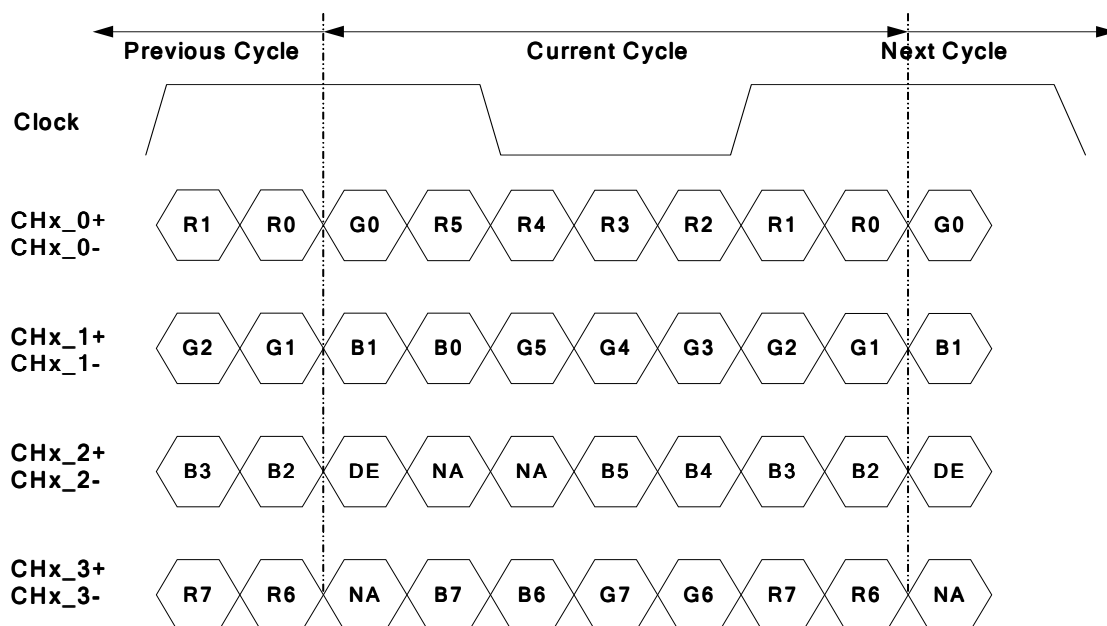 Previous Cycle Current Cycle Next Cycle
Clock
CHx_0+
CHx_0-
R1 R0 G0 R5 R4 R3 R2 R1 R0 G0
CHx_1+
CHx_1-
G2 G1 B1 B0 G5 G4 G3 G2 G1 B1
CHx_2+
CHx_2-
B3 B2 DE NA NA B5 B4 B3 B2 DE
CHx_3+
CHx_3-
R7 R6 NA B7 B6 G7 G6 R7 R6 NA